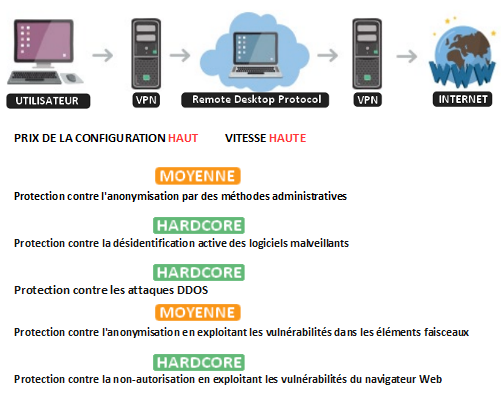 WWW
UTILISATEUR VPN Remote Desktop Protocol VPN INTERNET
PRIX DE LA CONFIGURATION HAUT VITESSE HAUTE
MOYENNE
Protection contre l'anonymisation par des méthodes administratives
HARDCORE
Protection contre la désidentification active des logiciels malveillants
HARDCORE
Protection contre les attaques DDOS
MOYENNE
Protection contre l'anonymisation en exploitant les vulnérabilités dans les éléments faisceaux
HARDCORE
Protection contre la non-autorisation en exploitant les vulnérabilités du navigateur Web